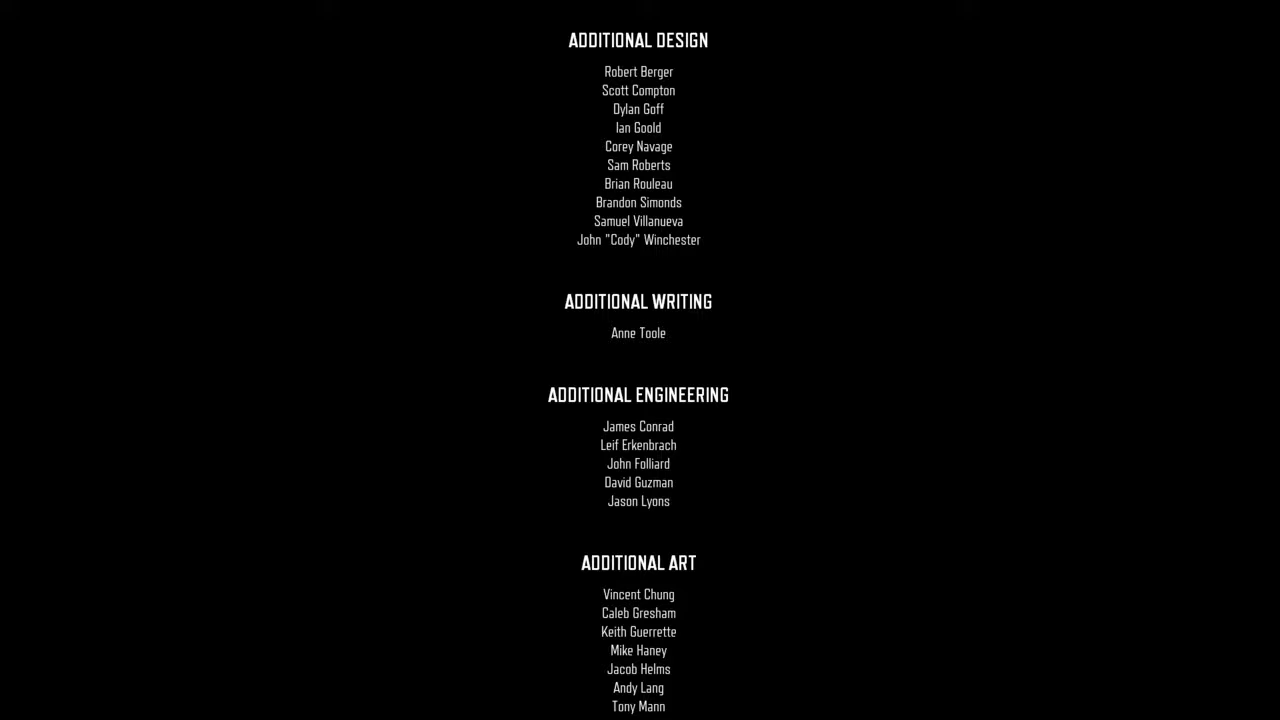 ADDITIONAL DESIGN
Robert Berger
Scott Compton
Dylan Goff
Ian Goold
Corey Navage
Sam Roberts
Brian Rouleau
Brandon Simonds
Samuel Villanueva
John "Cody" Winchester
ADDITIONAL WRITING
Anne Toole
ADDITIONAL ENGINEERING
James Conrad
Leif Erkenbrach
John Folliard
David Guzman
Jason Lyons
ADDITIONAL ART
Vincent Chung
Caleb Gresham
Keith Guerrette
Mike Haney
Jacob Helms
Andy Lang
Tony Mann